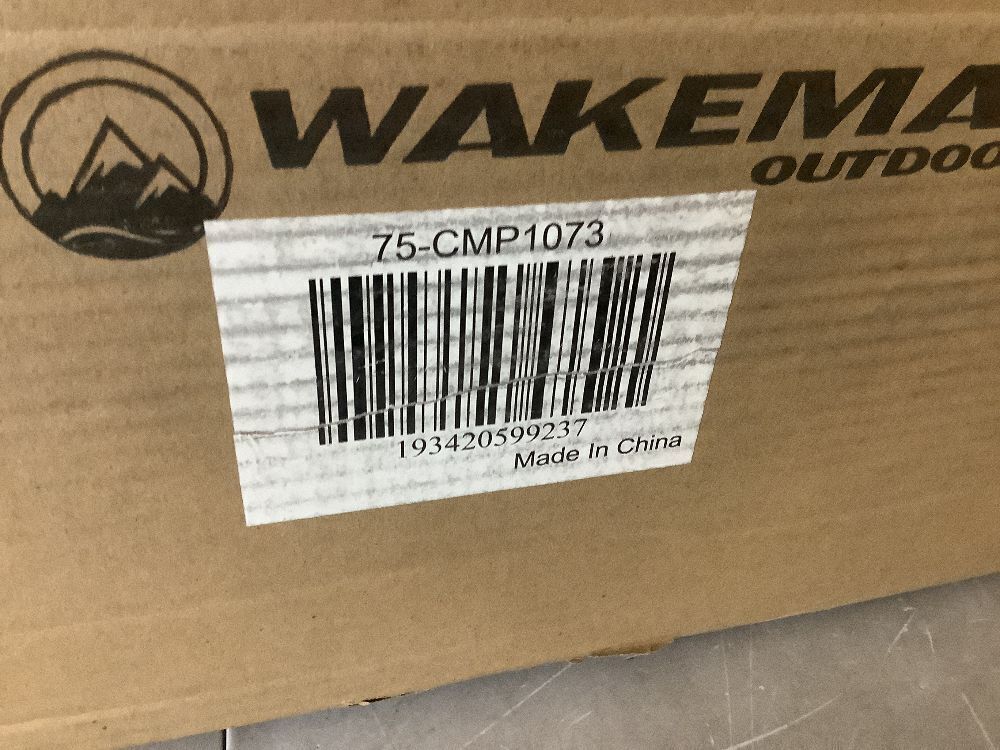 WAKEMA
OUTDOO
75-CMP1073
193420599237
Made In China